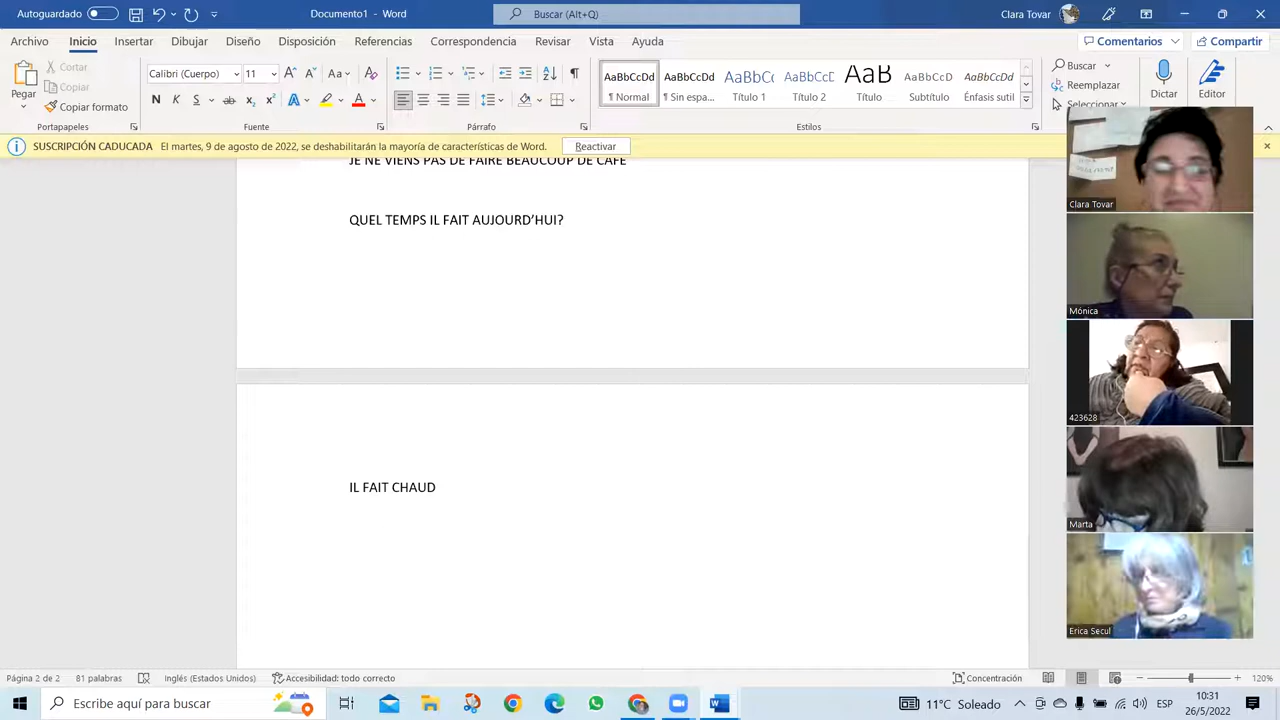 Autoguardado
Documento1 - Word
Buscar (Alt+Q)
Clara Tovar
Archivo Inicio Insertar Dibujar Diseño Disposición Referencias Correspondencia Revisar Vista Ayuda
Comentarios Compartir
Pegar
Cortar
Copiar
Copiar formato
Portapapeles
Calibri (Cuerpo) 11
Fuente
Párrafo
AaBbCcDd AaBbCcDd AaBbCc AaBbCcD AaB AaBbCcDd AaBbCcDd
¶ Normal ¶ Sin espa... Título 1 Título 2 Título Subtítulo Énfasis sutil
Estilos
Buscar
Reemplazar
Seleccionar
Dictar
Editor
SUSCRIPCIÓN CADUCADA El martes, 9 de agosto de 2022, se deshabilitarán la mayoría de características de Word. Reactivar
JE NE VIENS PAS DE FAIRE BEAUCOUP DE CAFE
QUEL TEMPS IL FAIT AUJOURD'HUI?
IL FAIT CHAUD
Clara Tovar
Mónica
423628
Marta
Erica Secul
Página 2 de 2 81 palabras Inglés (Estados Unidos) Accesibilidad: todo correcto Concentración 120%
Escribe aquí para buscar
11°C Soleado
ESP
10:31
26/5/2022